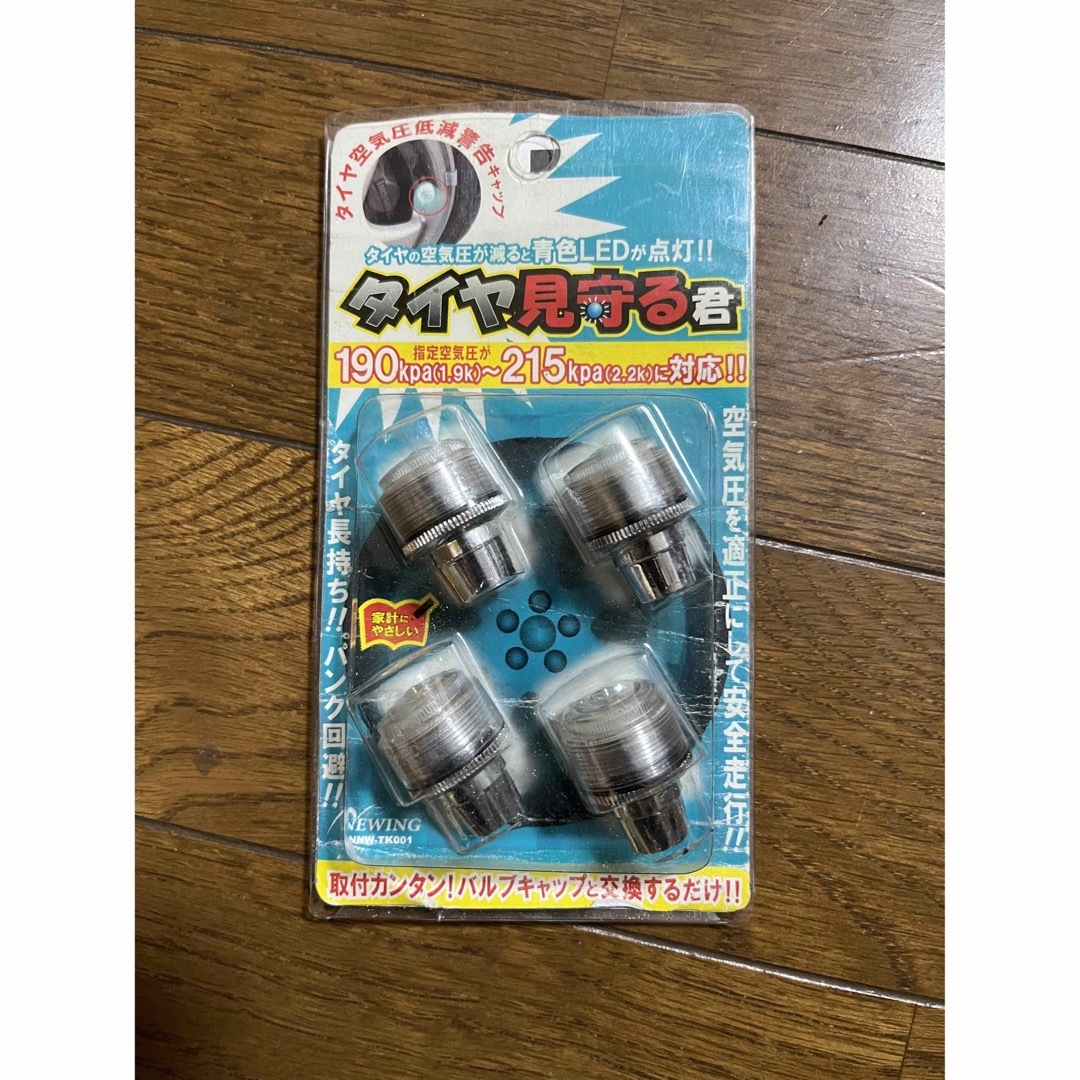 タイヤ空気圧低減警告キャップ
タイヤの空気圧が減ると青色LEDが点灯!!
タイヤ見守る君
指定空気圧が
190kpa(1.9k)〜215kpa(2.2k)に対応!!
空気圧を適正にして安全走行!!
タイヤ長持ち!!パンク回避!!
家計に
やさしい
NEWING
NNW-TK001
取付カンタン!バルブキャップと交換するだけ!!